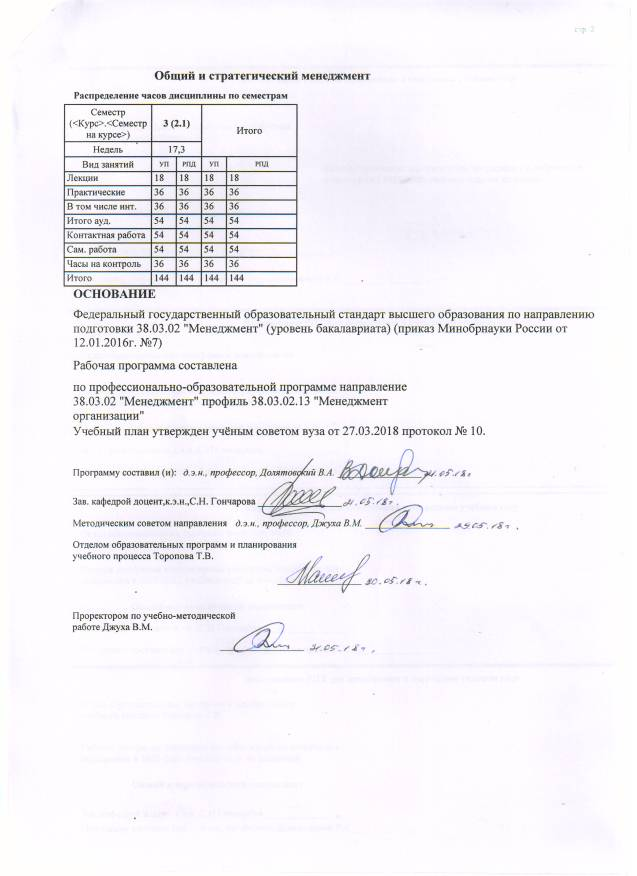 стр. 2
Общий и стратегический менеджмент
Распределение часов дисциплины по семестрам
Семестр
(<Курс>.<Семестр
на курсе>)
3 (2.1)
Итого
Недель 17,3
Вид занятий УП РПД УП РПД
Лекции 18 18 18 18
Практические 36 36 36 36
В том числе инт. 36 36 36 36
Итого ауд. 54 54 54 54
Контактная работа 54 54 54 54
Сам. работа 54 54 54 54
Часы на контроль 36 36 36 36
Итого 144 144 144 144
ОСНОВАНИЕ
Федеральный государственный образовательный стандарт высшего образования по направлению
подготовки 38.03.02 "Менеджмент" (уровень бакалавриата) (приказ Минобрнауки России от
12.01.2016г. №7)
Рабочая программа составлена
по профессионально-образовательной программе направление
38.03.02 "Менеджмент" профиль 38.03.02.13 "Менеджмент
организации"
Учебный план утвержден учёным советом вуза от 27.03.2018 протокол № 10.
Программу составил (и): д.э.н., профессор, Долятовский В.А. 21.05.18г
Зав. кафедрой доцент,к.э.н.,С.Н. Гончарова 21.05.18г.
Методическим советом направления д.э.н., профессор, Джуха В.М. 29.05.18г.
Отделом образовательных программ и планирования
учебного процесса Торопова Т.В.
30.05.18г.
Проректором по учебно-методической
работе Джуха В.М.
31.05.18г.